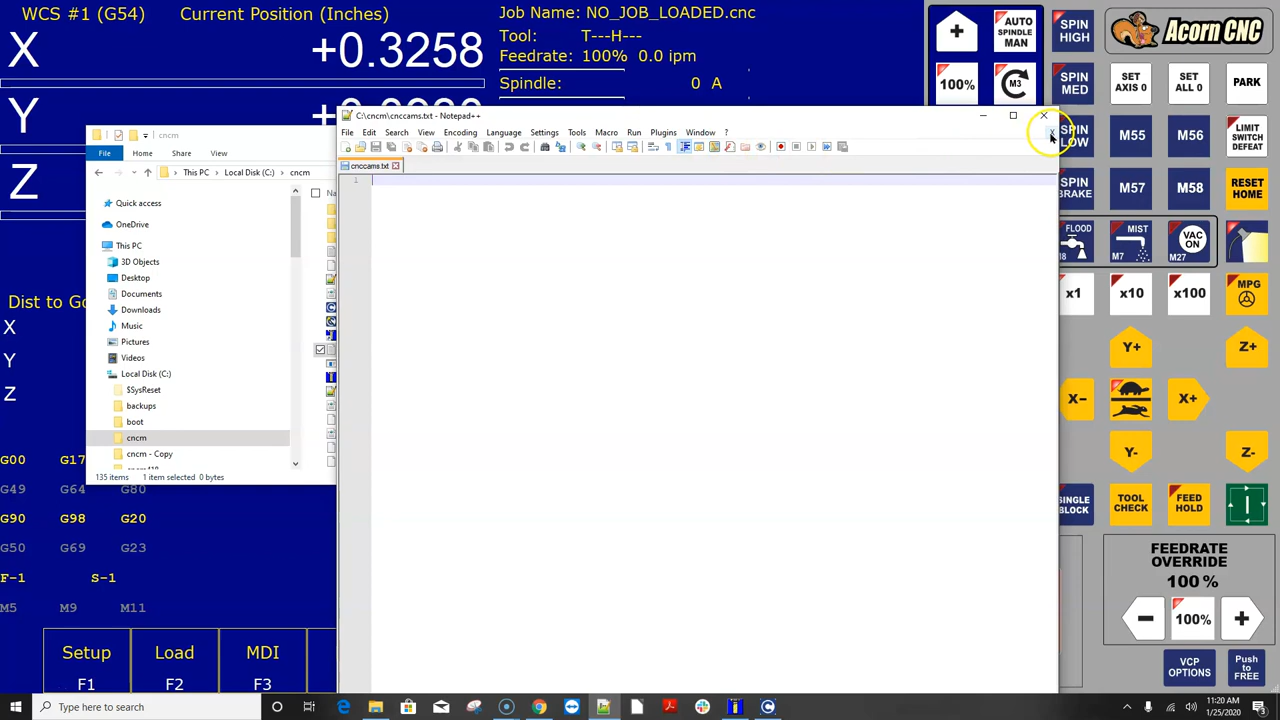 WCS #1 (G54) Current Position (Inches)
X +0.3258
Y
Z
Job Name: NO_JOB_LOADED.cnc
Tool: T---H---
Feedrate: 100% 0.0 ipm
Spindle: 0 A
Dist to Go
X
Y
Z
G00 G17
G49 G64 G80
G90 G98 G20
G50 G69 G23
F-1 S-1
M5 M9 M11
Setup
F1
Load
F2
MDI
F3
cncm
File Home Share View
This PC Local Disk (C:) cncm
Quick access
OneDrive
This PC
3D Objects
Desktop
Documents
Downloads
Music
Pictures
Videos
Local Disk (C:)
$SysReset
backups
boot
cncm
cncm - Copy
135 items 1 item selected 0 bytes
C:\cncm\cnccams.txt - Notepad++
File Edit Search View Encoding Language Settings Tools Macro Run Plugins Window ?
cnccams.txt
1
AUTO
SPINDLE
MAN
SPIN
HIGH
Acorn CNC
100%
M3
SPIN
MED
SET
AXIS 0
SET
ALL 0
PARK
SPIN
LOW
M55
M56
LIMIT
SWITCH
DEFEAT
SPIN
BRAKE
M57
M58
RESET
HOME
FLOOD
M8
MIST
M7
VAC
ON
M27
x1
x10
x100
MPG
Y+
Z+
X-
X+
Y-
Z-
SINGLE
BLOCK
TOOL
CHECK
FEED
HOLD
FEEDRATE
OVERRIDE
100 %
100%
VCP
OPTIONS
Push
to
FREE
Type here to search
11:20 AM
1/25/2020
3